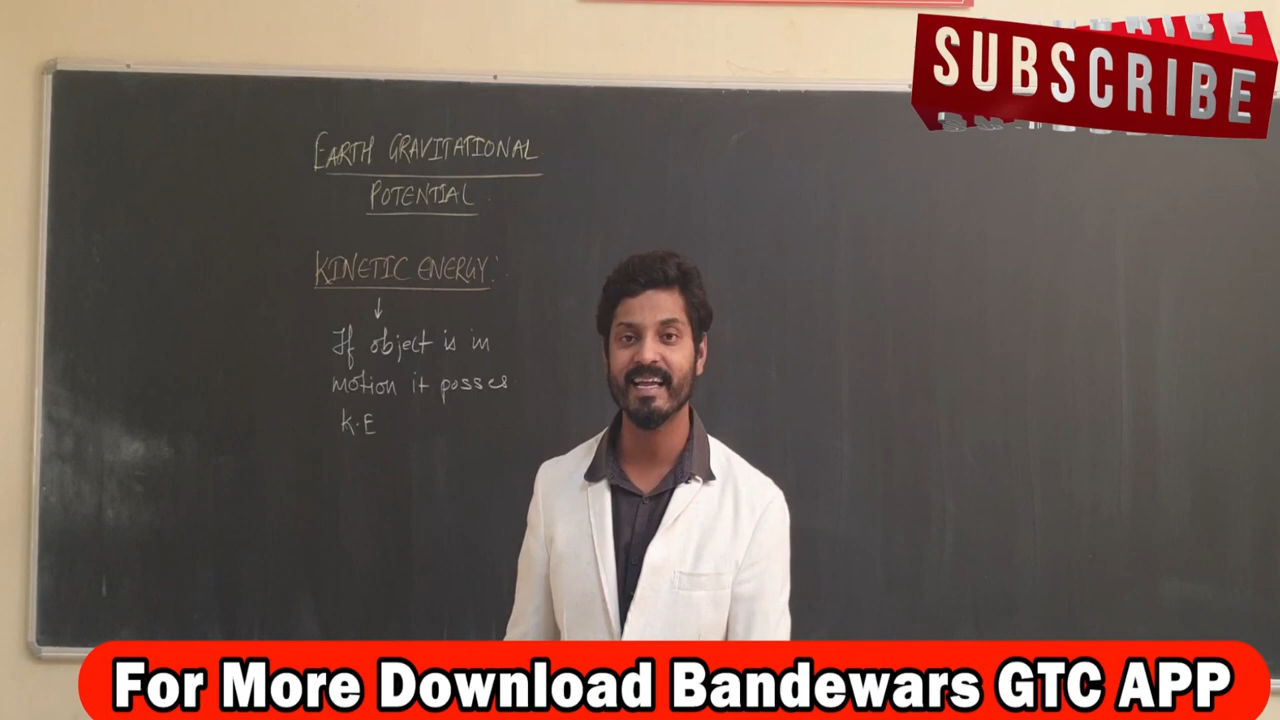 SUBSCRIBE
EARTH GRAVITATIONAL
POTENTIAL
KINETIC ENERGY:
↓
If object is in
motion it posses
K.E
For More Download Bandewars GTC APP